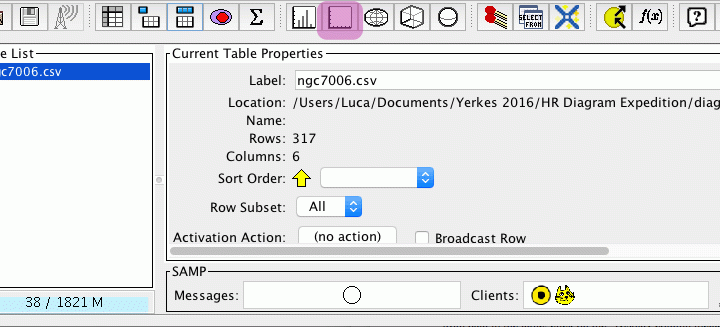 Σ
SELECT FROM
f(x)
?
e List
Current Table Properties
gc7006.csv
Label: ngc7006.csv
Location: /Users/Luca/Documents/Yerkes 2016/HR Diagram Expedition/diag
Name:
Rows: 317
Columns: 6
Sort Order:
Row Subset: All
Activation Action: (no action) Broadcast Row
SAMP
38 / 1821 M
Messages: Clients: